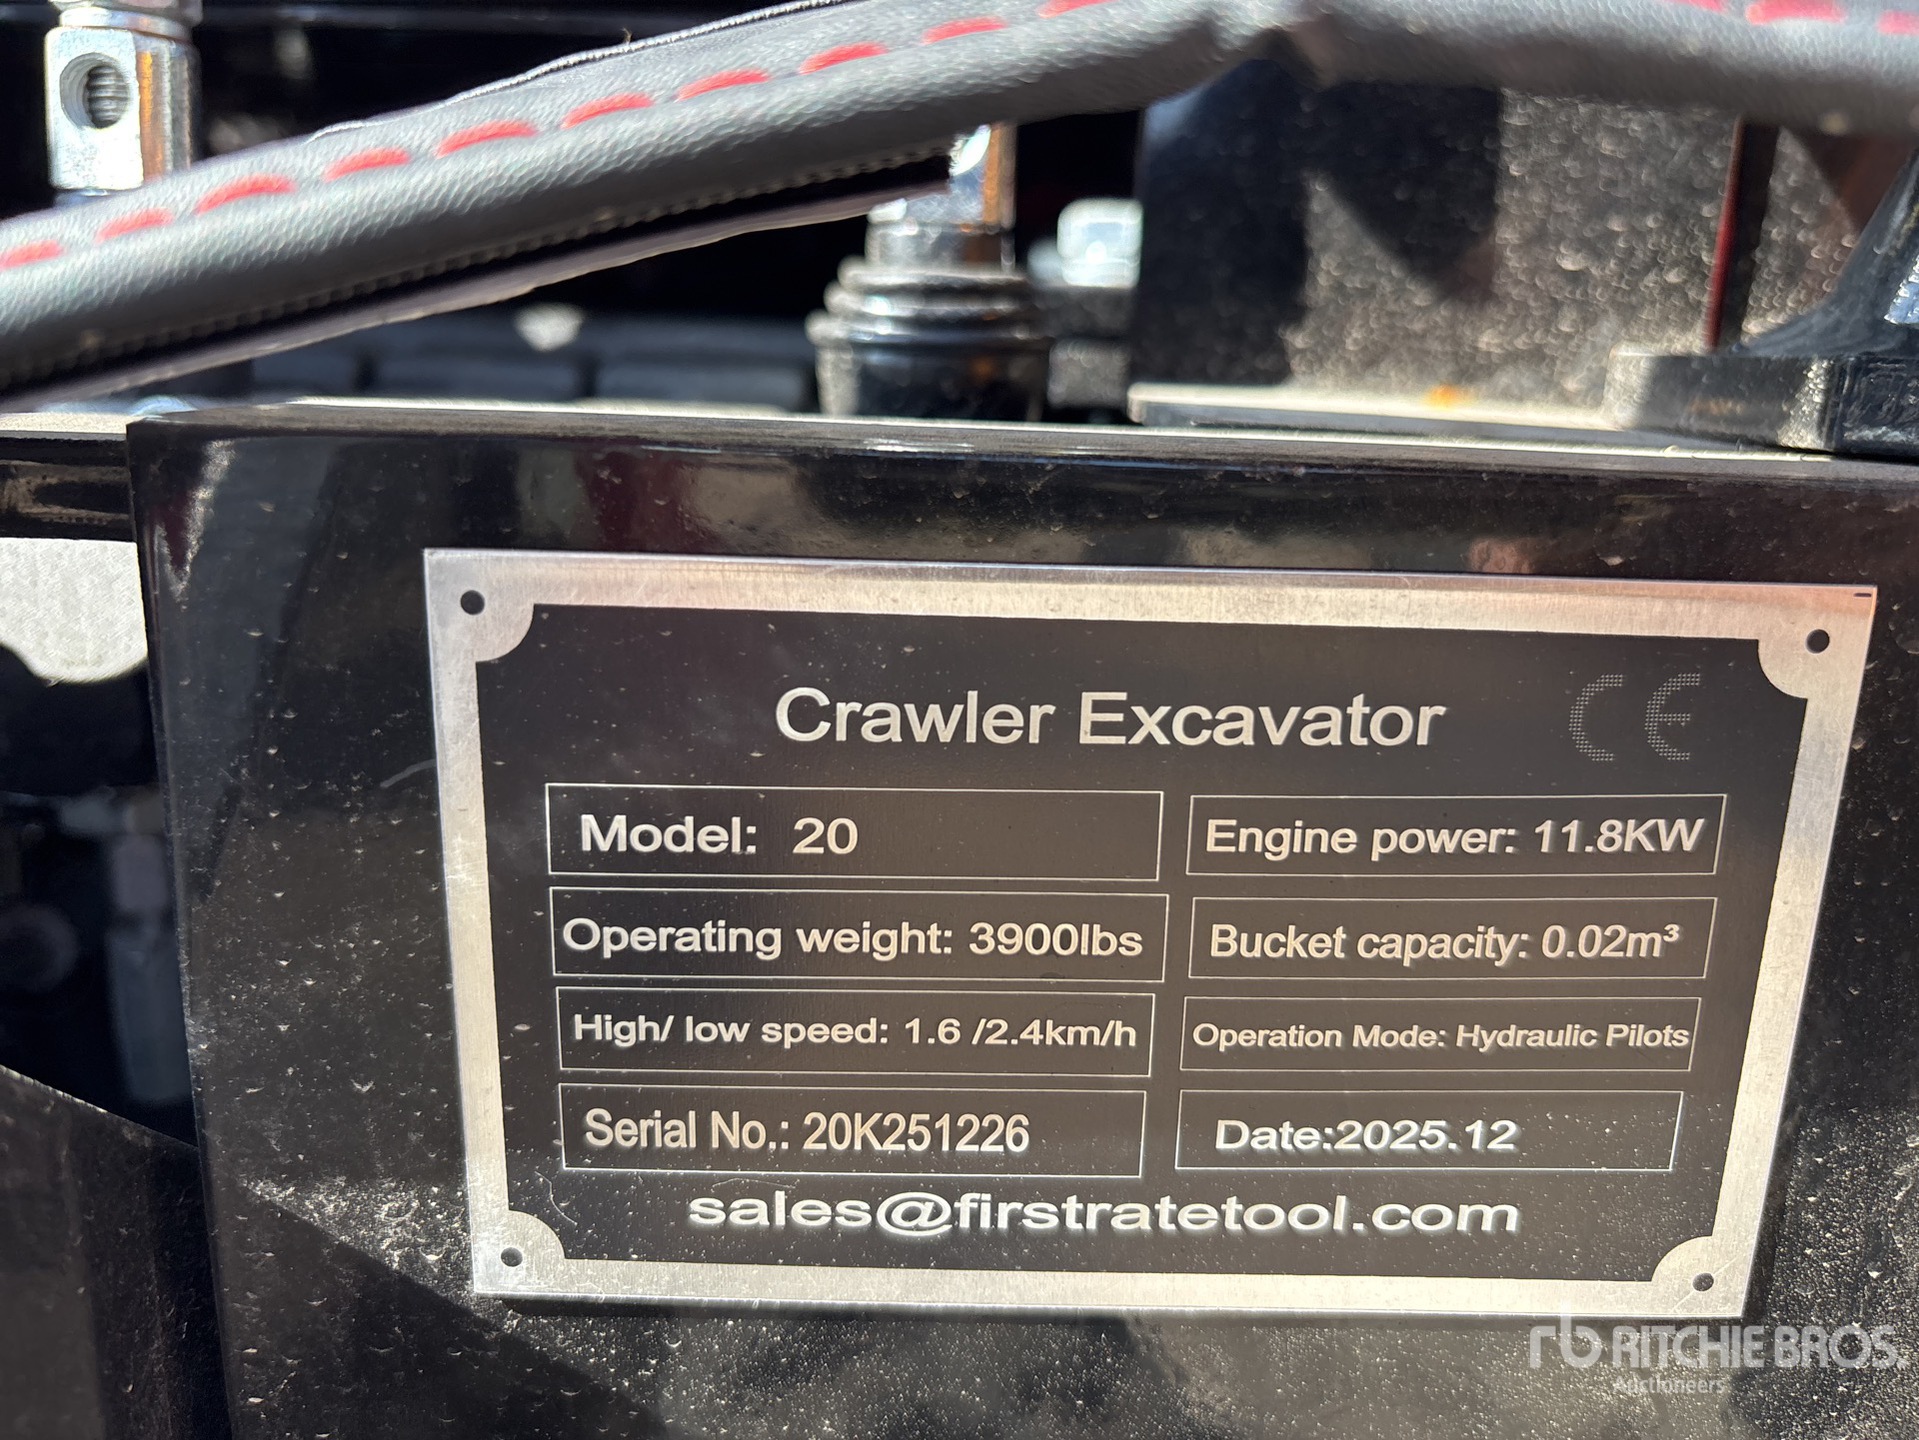 Crawler Excavator CE
Model: 20
Engine power: 11.8KW
Operating weight: 3900lbs
Bucket capacity: 0.02m³
High/ low speed: 1.6 /2.4km/h
Operation Mode: Hydraulic Pilots
Serial No.: 20K251226
Date:2025.12
sales@firstratetool.com
rb RITCHIE BROS.
Auctioneers